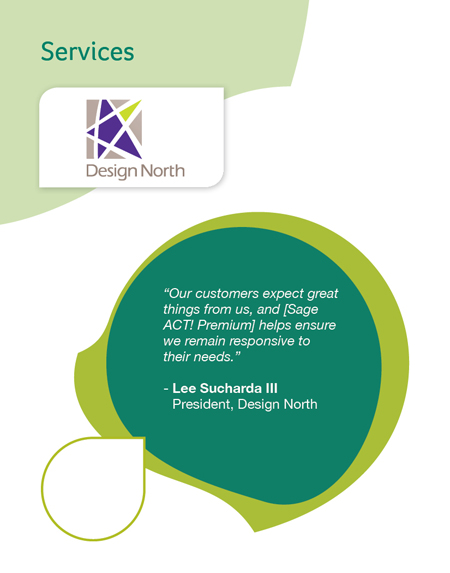 Services
Design North
“Our customers expect great
things from us, and [Sage
ACT! Premium] helps ensure
we remain responsive to
their needs.”
- Lee Sucharda III
President, Design North